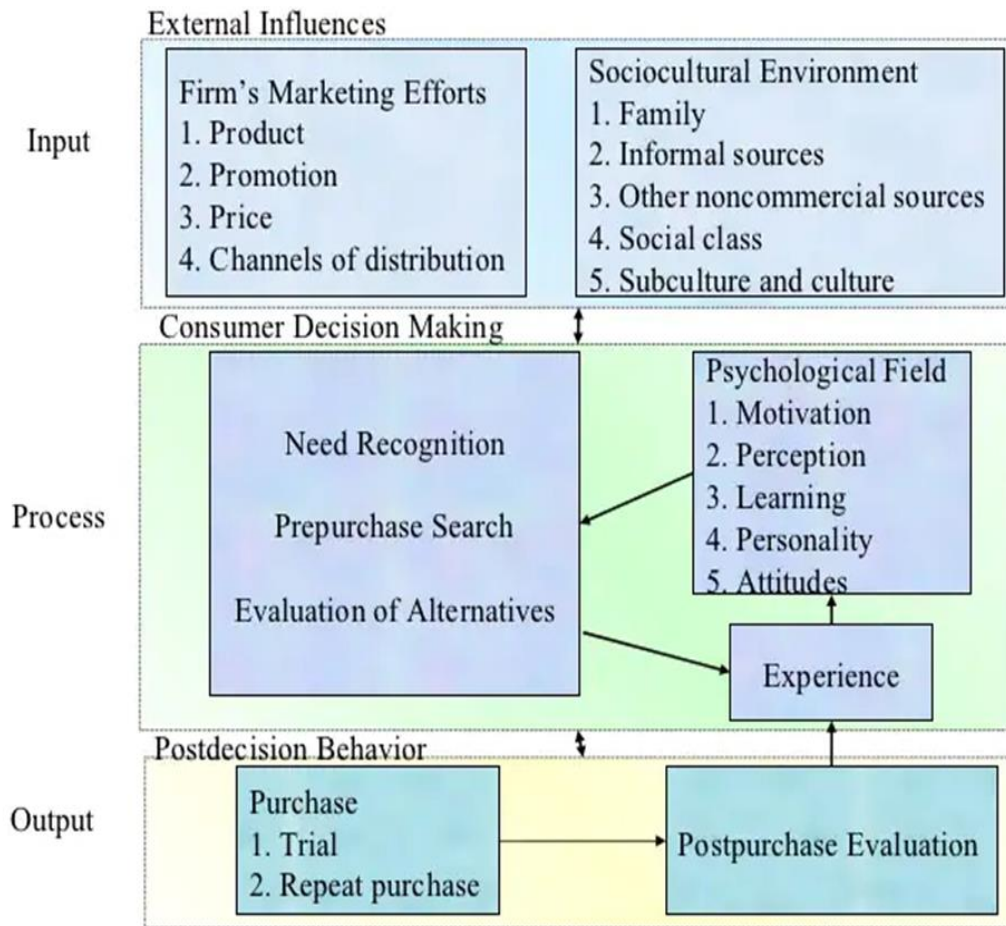 External Influences
Input
Firm's Marketing Efforts
1. Product
2. Promotion
3. Price
4. Channels of distribution
Sociocultural Environment
1. Family
2. Informal sources
3. Other noncommercial sources
4. Social class
5. Subculture and culture
Consumer Decision Making
Process
Need Recognition
Prepurchase Search
Evaluation of Alternatives
Psychological Field
1. Motivation
2. Perception
3. Learning
4. Personality
5. Attitudes
Experience
Postdecision Behavior
Output
Purchase
1. Trial
2. Repeat purchase
Postpurchase Evaluation